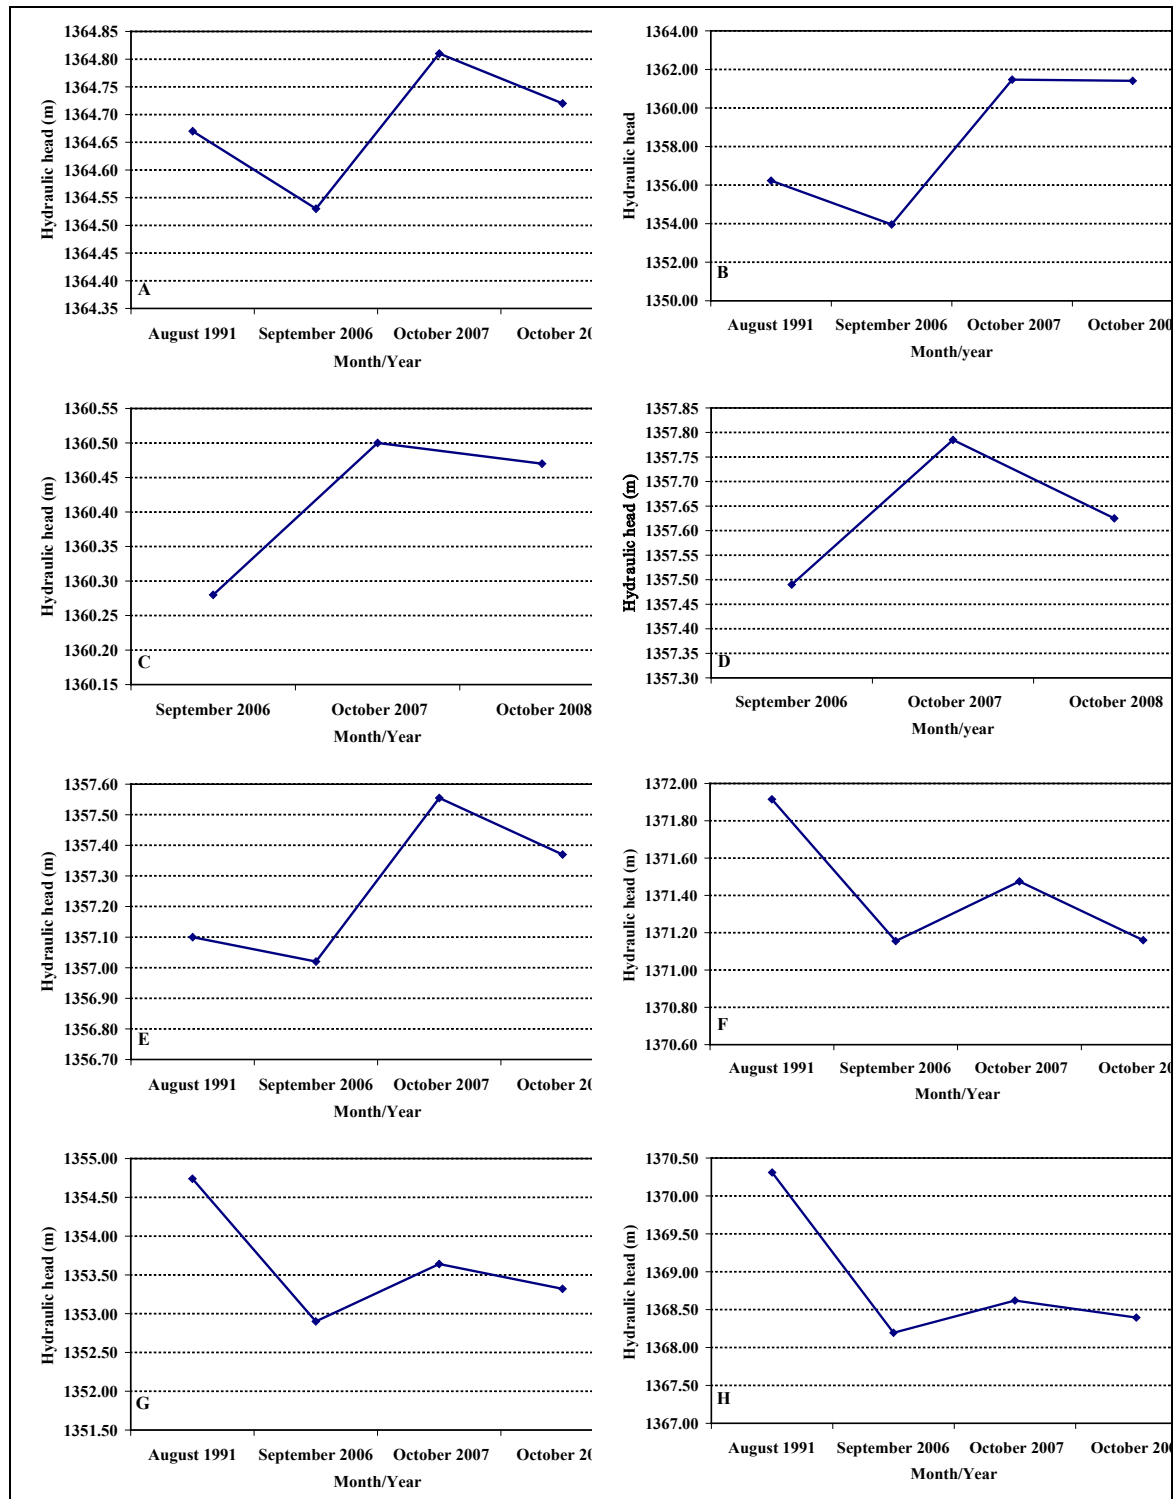 1364.85
1364.80
1364.75
1364.70
1364.65
1364.60
1364.55
1364.50
1364.45
1364.40
1364.35
Hydraulic head (m)
A
August 1991 September 2006 October 2007 October 20
Month/Year
1364.00
1362.00
1360.00
1358.00
1356.00
1354.00
1352.00
1350.00
Hydraulic head
B
August 1991 September 2006 October 2007 October 200
Month/year
1360.55
1360.50
1360.45
1360.40
1360.35
1360.30
1360.25
1360.20
1360.15
Hydraulic head (m)
C
September 2006 October 2007 October 2008
Month/Year
1357.85
1357.80
1357.75
1357.70
1357.65
1357.60
1357.55
1357.50
1357.45
1357.40
1357.35
1357.30
Hydraulic head (m)
D
September 2006 October 2007 October 2008
Month/year
1357.60
1357.50
1357.40
1357.30
1357.20
1357.10
1357.00
1356.90
1356.80
1356.70
Hydraulic head (m)
E
August 1991 September 2006 October 2007 October 20
Month/Year
1372.00
1371.80
1371.60
1371.40
1371.20
1371.00
1370.80
1370.60
Hydraulic head (m)
F
August 1991 September 2006 October 2007 October 20
Month/Year
1355.00
1354.50
1354.00
1353.50
1353.00
1352.50
1352.00
1351.50
Hydraulic head (m)
G
August 1991 September 2006 October 2007 October 20
Month/Year
1370.50
1370.00
1369.50
1369.00
1368.50
1368.00
1367.50
1367.00
Hydraulic head (m)
H
August 1991 September 2006 October 2007 October 200
Month/Year